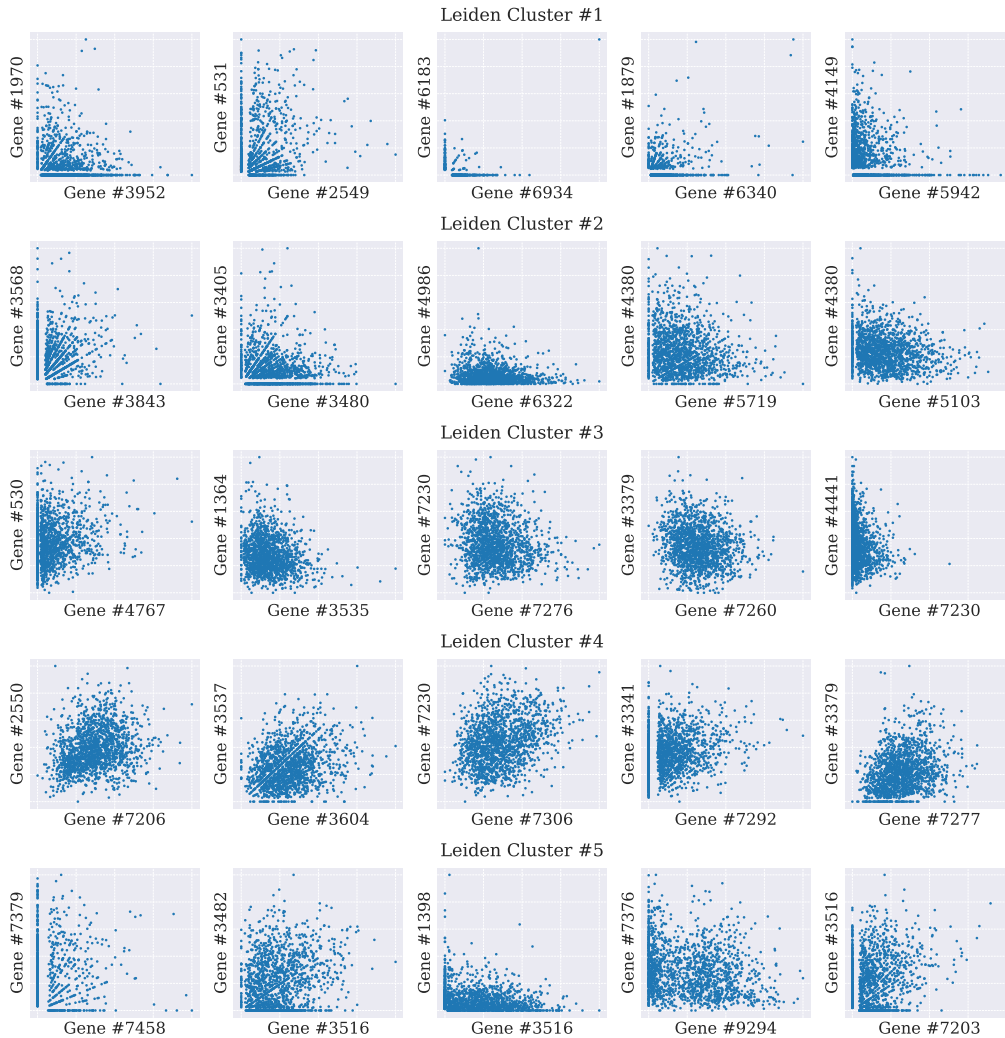 Leiden Cluster #1
Gene #1970
Gene #3952
Gene #531
Gene #2549
Gene #6183
Gene #6934
Gene #1879
Gene #6340
Gene #4149
Gene #5942
Leiden Cluster #2
Gene #3568
Gene #3843
Gene #3405
Gene #3480
Gene #4986
Gene #6322
Gene #4380
Gene #5719
Gene #4380
Gene #5103
Leiden Cluster #3
Gene #530
Gene #4767
Gene #1364
Gene #3535
Gene #7230
Gene #7276
Gene #3379
Gene #7260
Gene #4441
Gene #7230
Leiden Cluster #4
Gene #2550
Gene #7206
Gene #3537
Gene #3604
Gene #7230
Gene #7306
Gene #3341
Gene #7292
Gene #3379
Gene #7277
Leiden Cluster #5
Gene #7379
Gene #7458
Gene #3482
Gene #3516
Gene #1398
Gene #3516
Gene #7376
Gene #9294
Gene #3516
Gene #7203